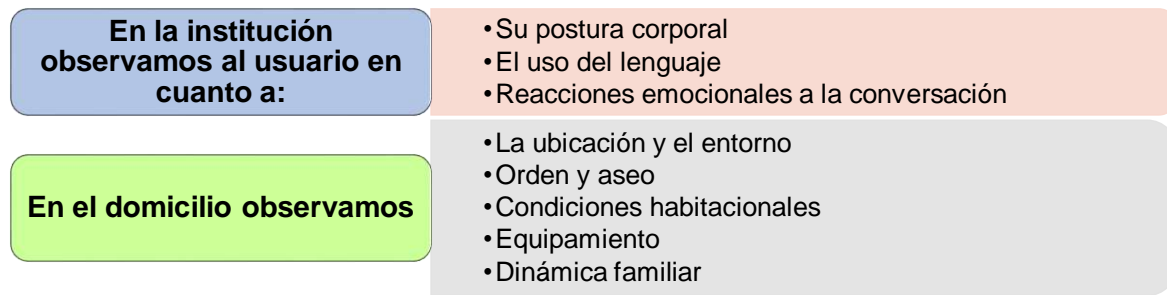 En la institución
observamos al usuario en
cuanto a:
•Su postura corporal
•El uso del lenguaje
•Reacciones emocionales a la conversación
En el domicilio observamos
•La ubicación y el entorno
•Orden y aseo
•Condiciones habitacionales
•Equipamiento
•Dinámica familiar